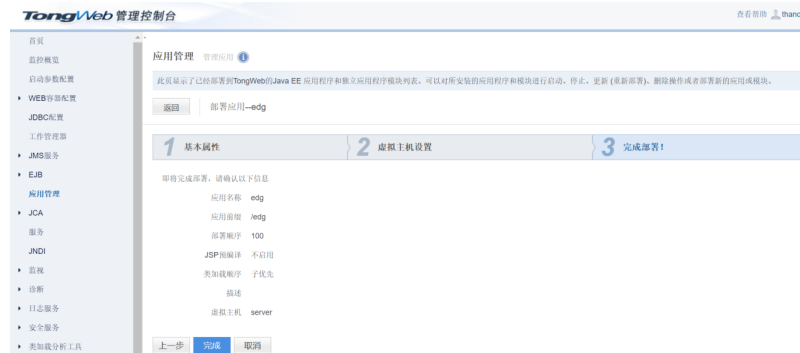 TongWeb 管理控制台
查看帮助 thanc
首页
监控概览
启动参数配置
WEB容器配置
JDBC配置
工作管理器
JMS服务
EJB
应用管理
JCA
服务
JNDI
监视
诊断
日志服务
安全服务
类加载分析工具
应用管理 管理应用
此页显示了已经部署到TongWeb的Java EE 应用程序和独立应用程序模块列表。可以对所安装的应用程序和模块进行启动、停止、更新 (重新部署)、删除操作或者部署新的应用或模块。
返回 部署应用--edg
1 基本属性 2 虚拟主机设置 3 完成部署!
即将完成部署，请确认以下信息
应用名称 edg
应用前缀 /edg
部署顺序 100
JSP预编译 不启用
类加载顺序 子优先
描述
虚拟主机 server
上一步 完成 取消